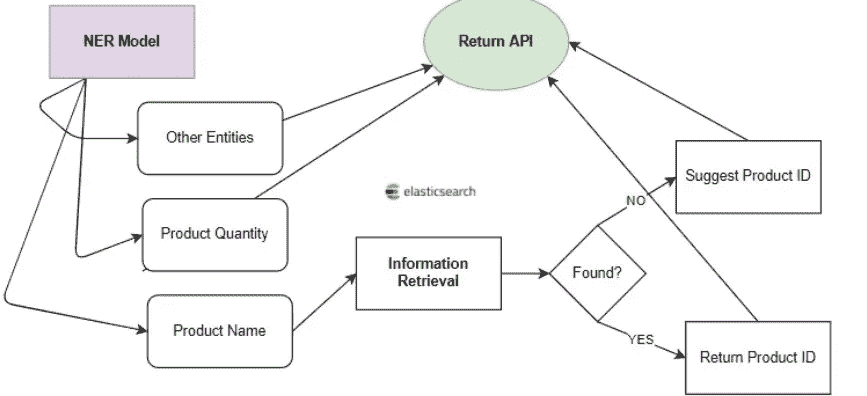 NER Model
Return API
Other Entities
elasticsearch
Suggest Product ID
NO
Product Quantity
Information
Retrieval
Found?
Product Name
YES
Return Product ID